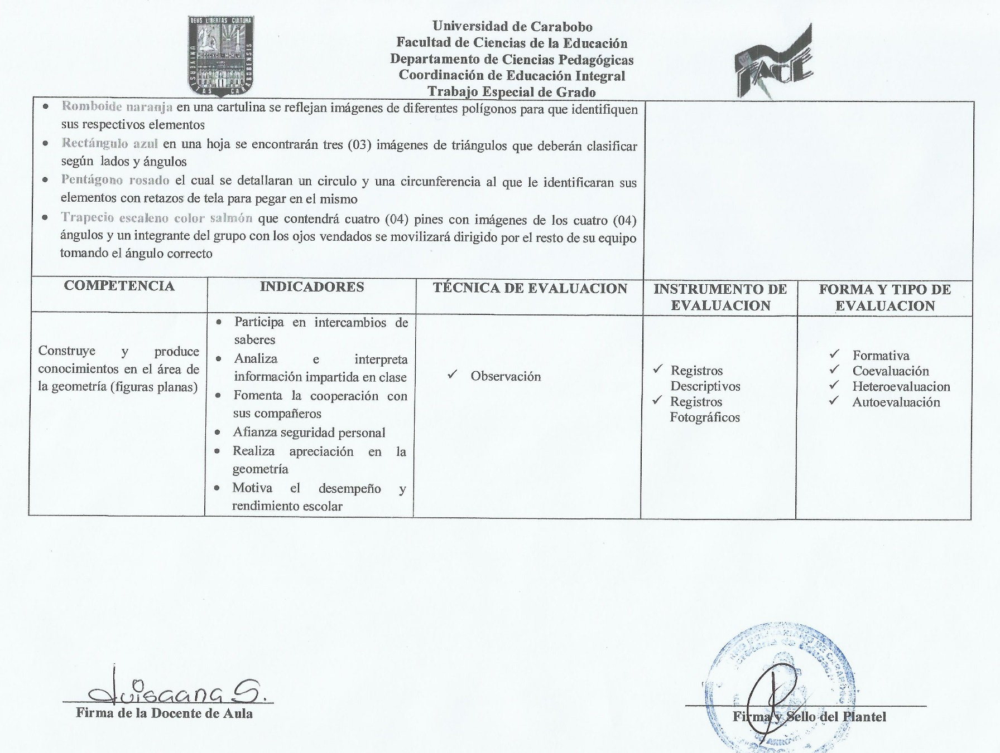 DEUS LIBERTAS CULTURA
UNIVERSITAS CARABOBENSIS
Universidad de Carabobo
Facultad de Ciencias de la Educación
Departamento de Ciencias Pedagógicas
Coordinación de Educación Integral
Trabajo Especial de Grado
FACE
• Romboide naranja en una cartulina se reflejan imágenes de diferentes polígonos para que identifiquen
sus respectivos elementos
• Rectángulo azul en una hoja se encontrarán tres (03) imágenes de triángulos que deberán clasificar
según lados y ángulos
• Pentágono rosado el cual se detallaran un circulo y una circunferencia al que le identificaran sus
elementos con retazos de tela para pegar en el mismo
• Trapecio escaleno color salmón que contendrá cuatro (04) pines con imágenes de los cuatro (04)
ángulos y un integrante del grupo con los ojos vendados se movilizará dirigido por el resto de su equipo
tomando el ángulo correcto
COMPETENCIA
INDICADORES
TÉCNICA DE EVALUACION
INSTRUMENTO DE
EVALUACION
FORMA Y TIPO DE
EVALUACION
Construye y produce
conocimientos en el área de
la geometría (figuras planas)
• Participa en intercambios de
saberes
• Analiza e interpreta
información impartida en clase
• Fomenta la cooperación con
sus compañeros
• Afianza seguridad personal
• Realiza apreciación en la
geometría
• Motiva el desempeño y
rendimiento escolar
✓ Observación
✓ Registros
Descriptivos
✓ Registros
Fotográficos
✓ Formativa
✓ Coevaluación
✓ Heteroevaluacion
✓ Autoevaluación
Luisaana S.
Firma de la Docente de Aula
Firma y Sello del Plantel